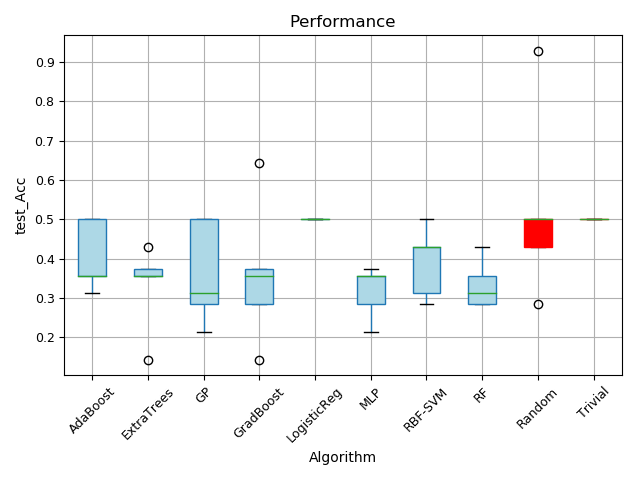 Performance
test_Acc
0.9
0.8
0.7
0.6
0.5
0.4
0.3
0.2
AdaBoost
ExtraTrees
GP
GradBoost
LogisticReg
MLP
RBF-SVM
RF
Random
Trivial
Algorithm